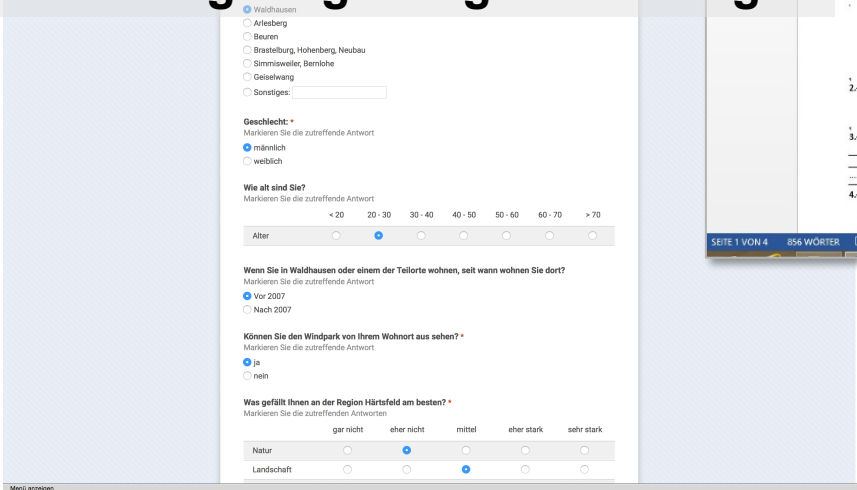 Waldhausen
Arlesberg
Beuren
Brastelburg, Hohenberg, Neubau
Simmisweiler, Bernlohe
Geiselwang
Sonstiges:
Geschlecht: *
Markieren Sie die zutreffende Antwort
männlich
weiblich
Wie alt sind Sie?
Markieren Sie die zutreffende Antwort
< 20 20 - 30 30 - 40 40 - 50 50 - 60 60 - 70 > 70
Alter
Wenn Sie in Waldhausen oder einem der Teilorte wohnen, seit wann wohnen Sie dort?
Markieren Sie die zutreffende Antwort
Vor 2007
Nach 2007
Können Sie den Windpark von Ihrem Wohnort aus sehen? *
Markieren Sie die zutreffende Antwort
ja
nein
Was gefällt Ihnen an der Region Härtsfeld am besten? *
Markieren Sie die zutreffenden Antworten
gar nicht eher nicht mittel eher stark sehr stark
Natur
Landschaft
Menü anzeigen
2.
3.
4.
SEITE 1 VON 4 856 WÖRTER